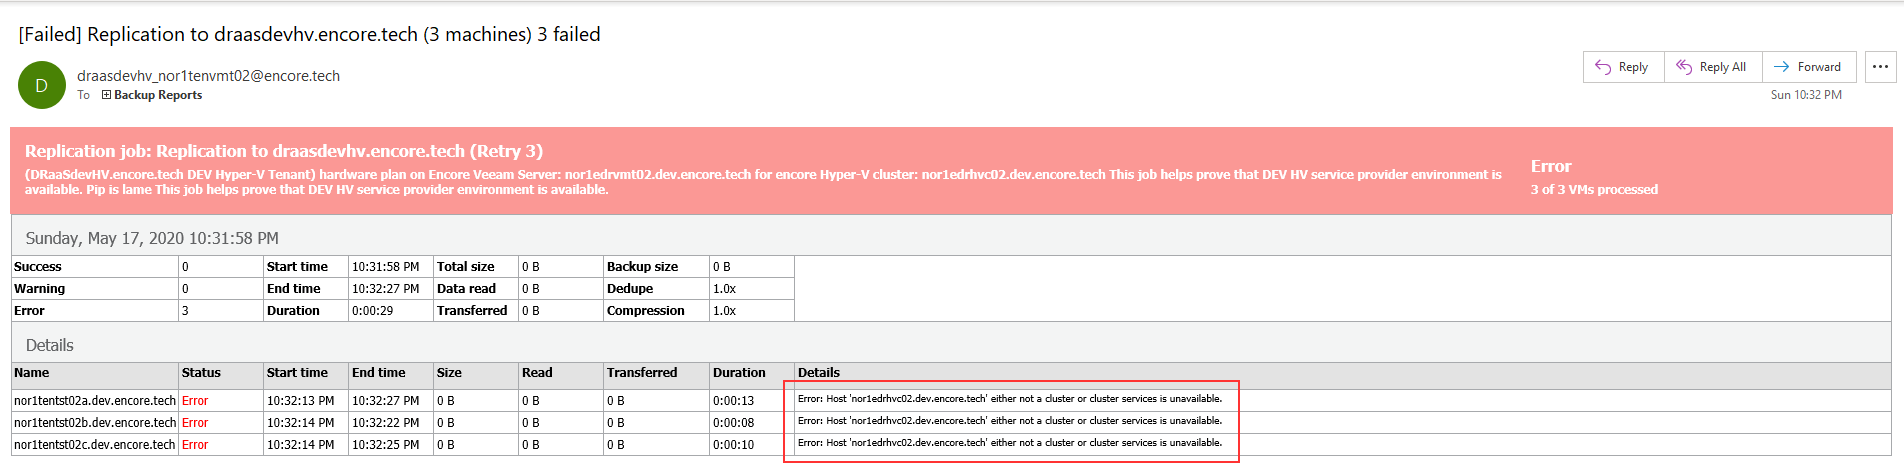 [Failed] Replication to draasdevhv.encore.tech (3 machines) 3 failed
D
draasdevhv_nor1tenvmt02@encore.tech
To Backup Reports
Reply Reply All Forward ...
Sun 10:32 PM
Replication job: Replication to draasdevhv.encore.tech (Retry 3)
(DRaaSdevHV.encore.tech DEV Hyper-V Tenant) hardware plan on Encore Veeam Server: nor1edrvmt02.dev.encore.tech for encore Hyper-V cluster: nor1edrhvc02.dev.encore.tech This job helps prove that DEV HV service provider environment is
available. Pip is lame This job helps prove that DEV HV service provider environment is available.
Error
3 of 3 VMs processed
Sunday, May 17, 2020 10:31:58 PM
Success 0 Start time 10:31:58 PM Total size 0 B Backup size 0 B
Warning 0 End time 10:32:27 PM Data read 0 B Dedupe 1.0x
Error 3 Duration 0:00:29 Transferred 0 B Compression 1.0x
Details
Name Status Start time End time Size Read Transferred Duration Details
nor1tentst02a.dev.encore.tech Error 10:32:13 PM 10:32:27 PM 0 B 0 B 0 B 0:00:13 Error: Host 'nor1edrhvc02.dev.encore.tech' either not a cluster or cluster services is unavailable.
nor1tentst02b.dev.encore.tech Error 10:32:14 PM 10:32:22 PM 0 B 0 B 0 B 0:00:08 Error: Host 'nor1edrhvc02.dev.encore.tech' either not a cluster or cluster services is unavailable.
nor1tentst02c.dev.encore.tech Error 10:32:14 PM 10:32:25 PM 0 B 0 B 0 B 0:00:10 Error: Host 'nor1edrhvc02.dev.encore.tech' either not a cluster or cluster services is unavailable.